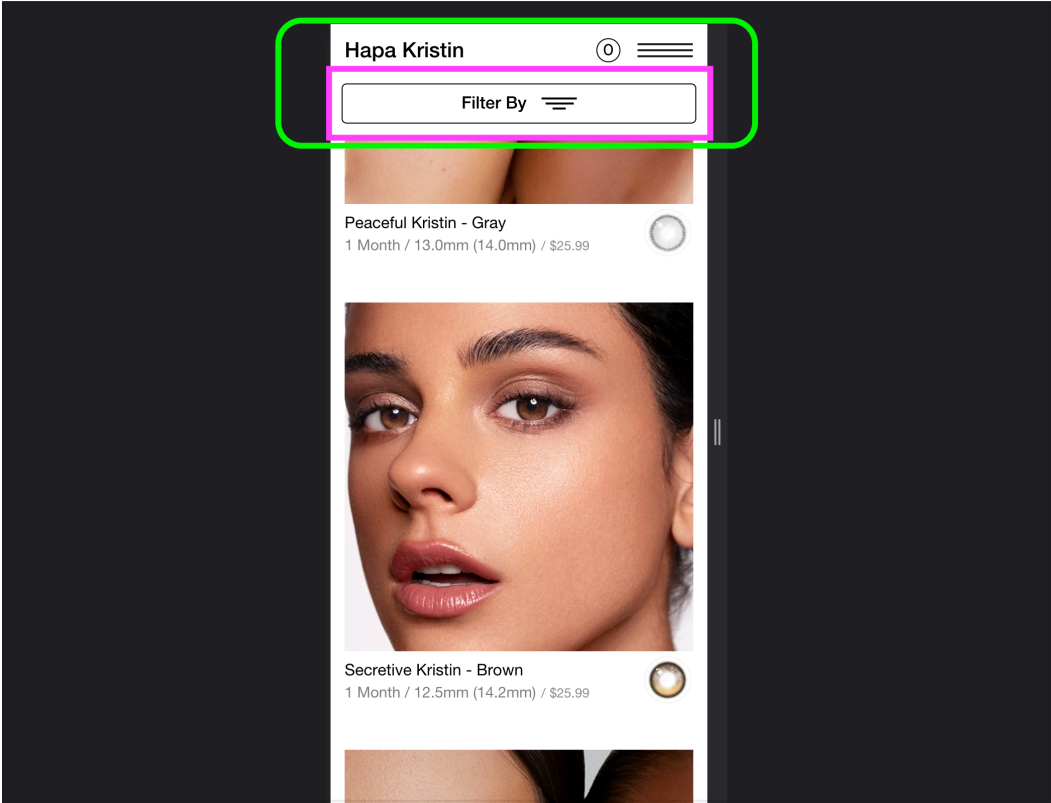 Hapa Kristin
0
Filter By
Peaceful Kristin - Gray
1 Month / 13.0mm (14.0mm) / $25.99
Secretive Kristin - Brown
1 Month / 12.5mm (14.2mm) / $25.99